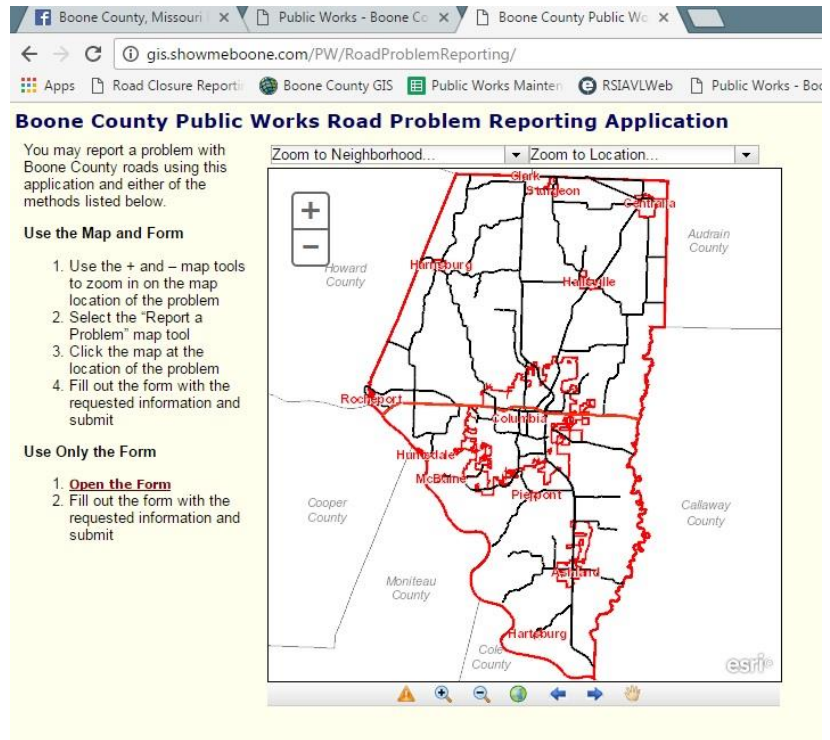 Boone County, Missouri
Public Works - Boone Co
Boone County Public Wo
gis.showmeboone.com/PW/RoadProblemReporting/
Apps
Road Closure Reporti
Boone County GIS
Public Works Mainten
RSIAVLWeb
Public Works - Boo
Boone County Public Works Road Problem Reporting Application
You may report a problem with
Boone County roads using this
application and either of the
methods listed below.
Use the Map and Form
1. Use the + and – map tools
to zoom in on the map
location of the problem
2. Select the “Report a
Problem” map tool
3. Click the map at the
location of the problem
4. Fill out the form with the
requested information and
submit
Use Only the Form
1. Open the Form
2. Fill out the form with the
requested information and
submit
Zoom to Neighborhood...
Zoom to Location...
+
−
Clark
Sturgeon
Centralia
Audrain
County
Howard
County
Harrisburg
Hallsville
Rocheport
Columbia
Huntsdale
McBaine
Pierpont
Cooper
County
Callaway
County
Ashland
Moniteau
County
Hartsburg
Cole
County
esri